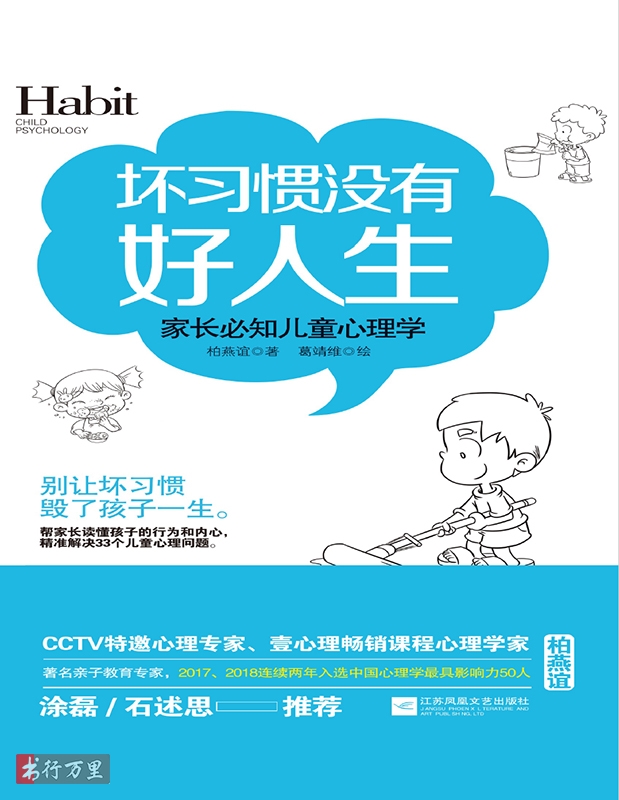 Habit
CHILD
PSYCHOLOGY
坏习惯没有
好人生
家长必知儿童心理学
柏燕谊◎著 葛靖维◎绘
别让坏习惯
毁了孩子一生。
帮家长读懂孩子的行为和内心，
精准解决33个儿童心理问题。
CCTV特邀心理专家、壹心理畅销课程心理学家
著名亲子教育专家，2017、2018连续两年入选中国心理学最具影响力50人
柏燕谊
涂磊/石述思 推荐
江苏凤凰文艺出版社
JIANGSU PHOENIX LITERATURE AND
ART PUBLISHING, LTD
书行万里